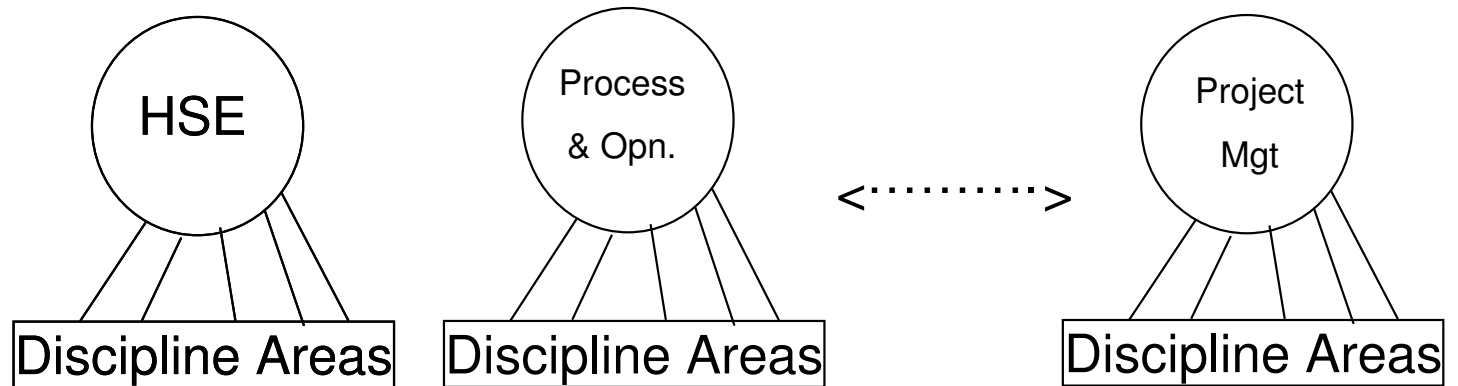 HSE
Process
& Opn.
Project
Mgt
<..........>
Discipline Areas
Discipline Areas
Discipline Areas